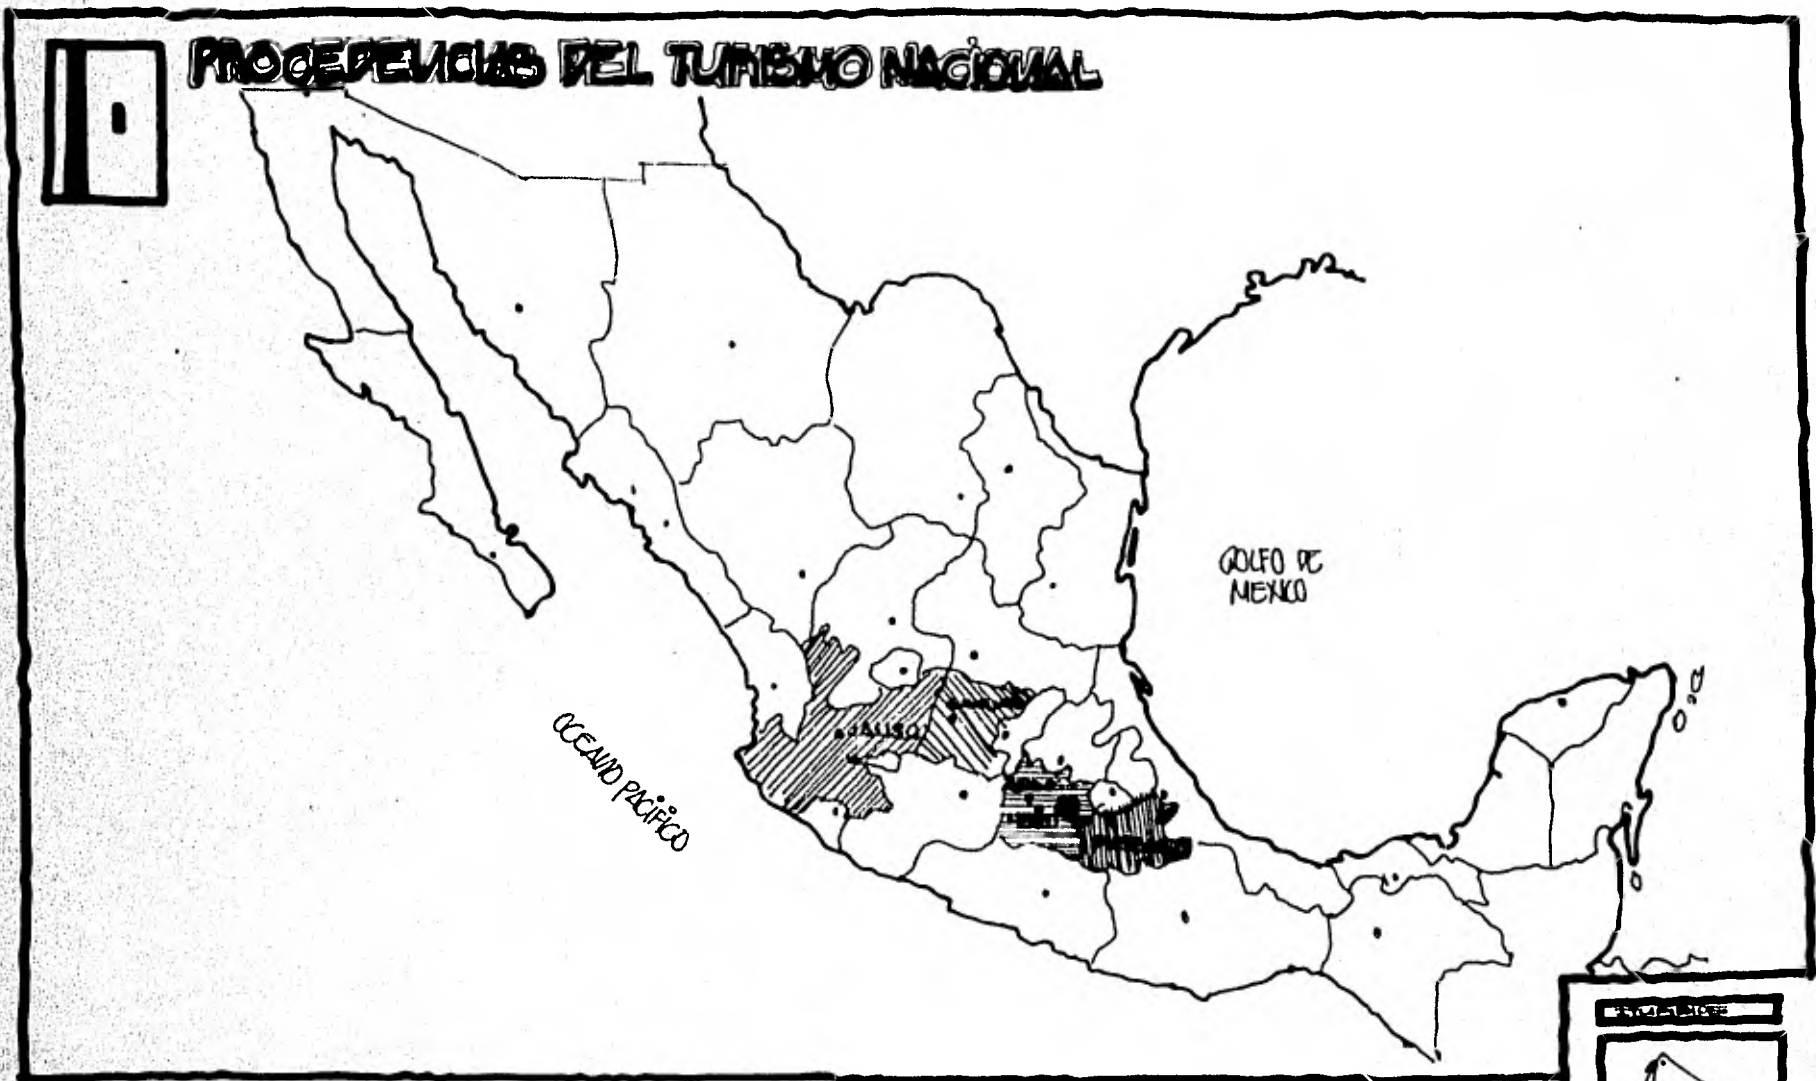 PROCEDENCIAS DEL TURISMO NACIONAL
GOLFO DE
MEXICO
JALISCO
OCEANO PACIFICO